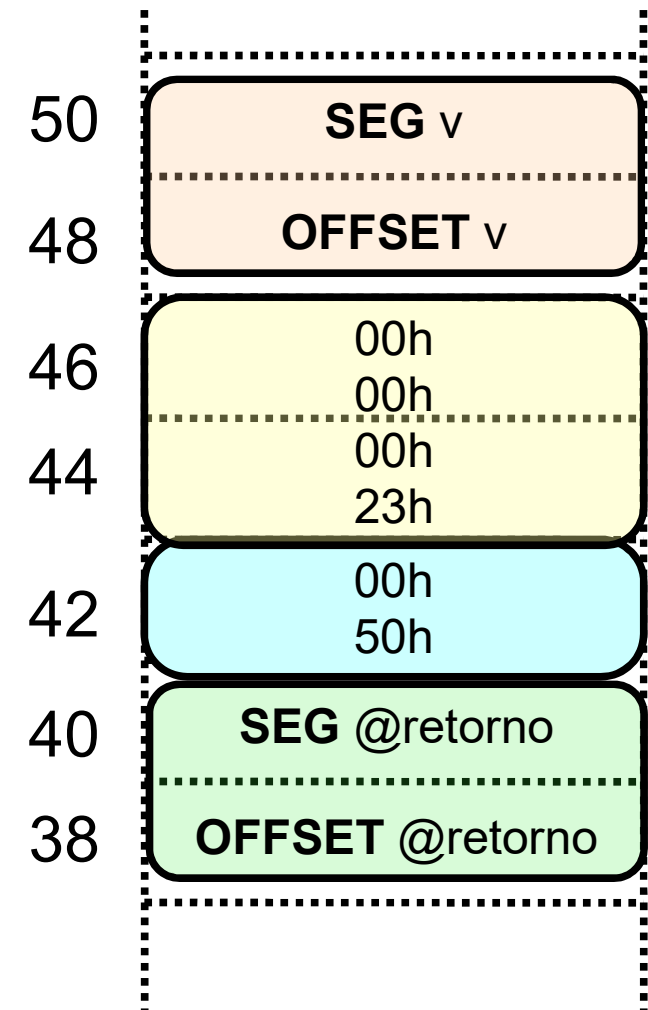 50 SEG v
48 OFFSET v
46 00h
00h
44 00h
23h
42 00h
50h
40 SEG @retorno
38 OFFSET @retorno